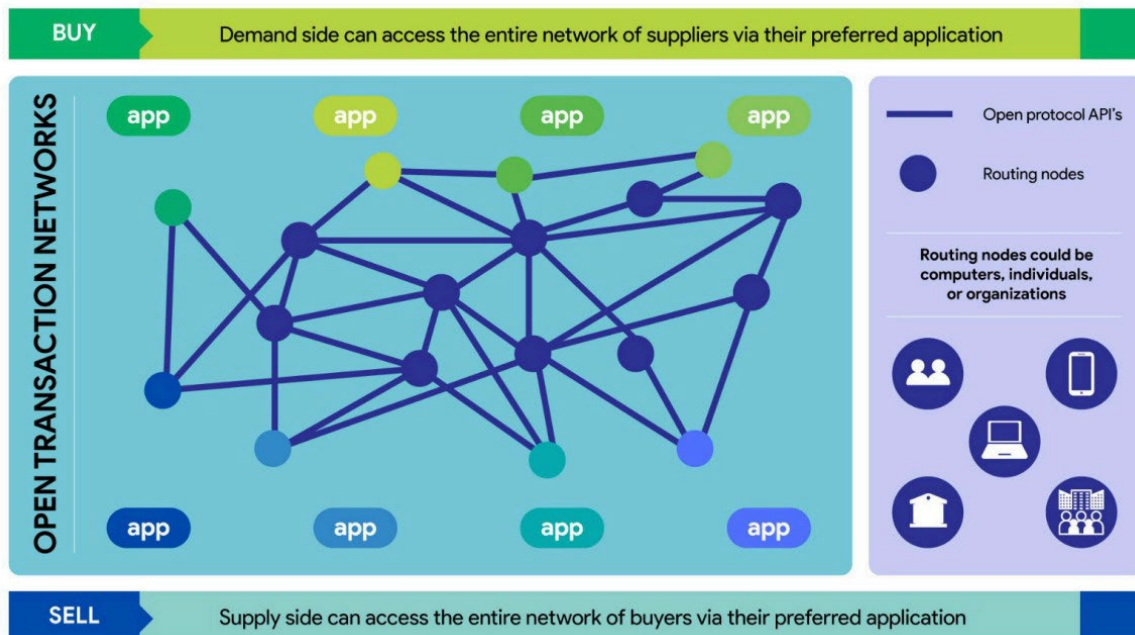 BUY
Demand side can access the entire network of suppliers via their preferred application
OPEN TRANSACTION NETWORKS
app
app
app
app
app
app
app
app
Open protocol API's
Routing nodes
Routing nodes could be
computers, individuals,
or organizations
SELL
Supply side can access the entire network of buyers via their preferred application